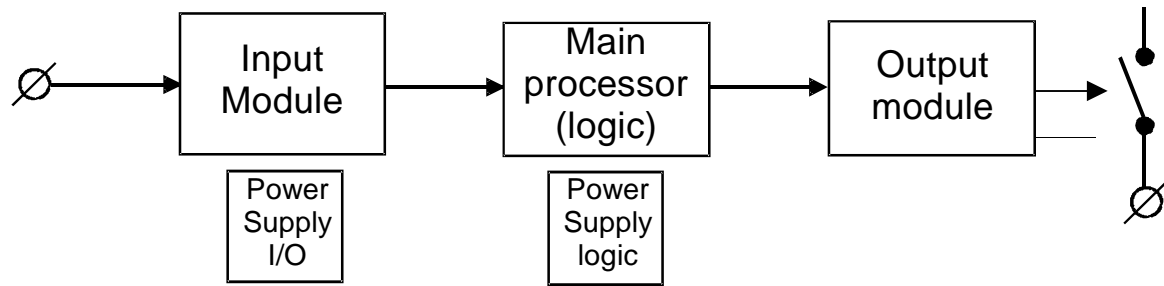 Input
Module
Main
processor
(logic)
Output
module
Power
Supply
I/O
Power
Supply
logic